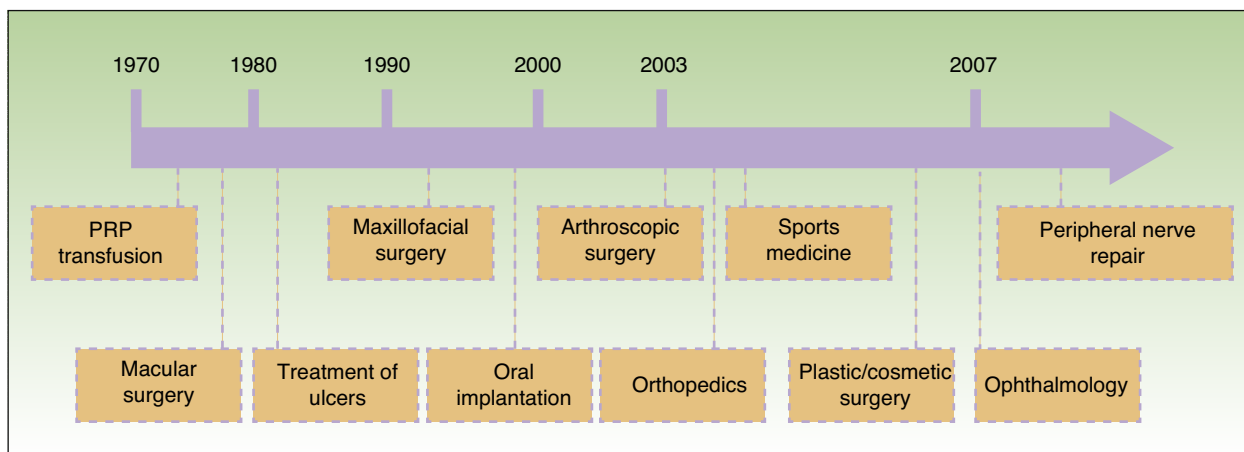 1970
1980
1990
2000
2003
2007
PRP
transfusion
Maxillofacial
surgery
Arthroscopic
surgery
Sports
medicine
Peripheral nerve
repair
Macular
surgery
Treatment of
ulcers
Oral
implantation
Orthopedics
Plastic/cosmetic
surgery
Ophthalmology